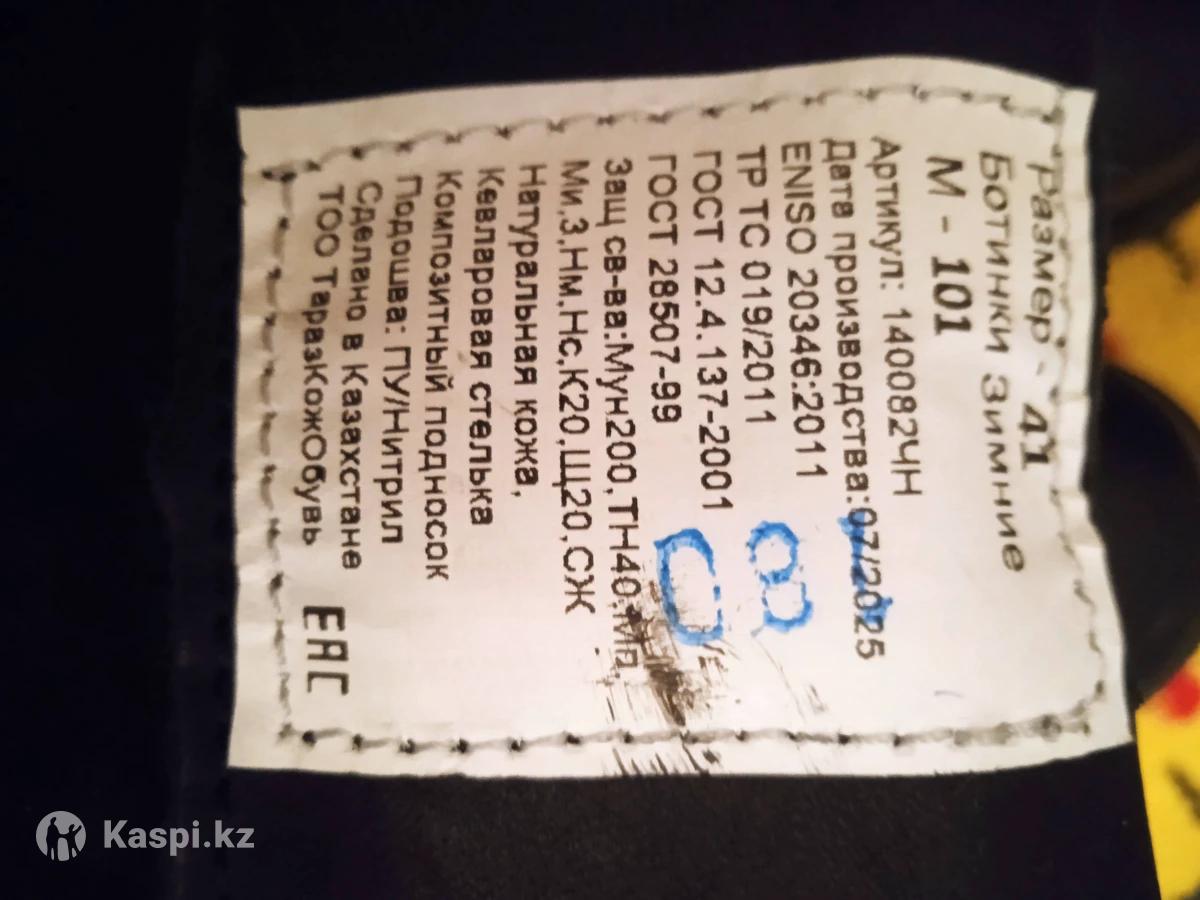 Размер - 41
Ботинки зимние
М - 101
Артикул: 140082ЧН
Дата производства:07/2025
ENISO 20346:2011
ТР ТС 019/2011
ГОСТ 12.4.137-2001
ГОСТ 28507-99
Защ св-ва:Мун200,ТН40,Мп,
Ми,З,Нм,Нс,К20,Щ20,СЖ
Натуральная кожа,
Кевларовая стелька
Композитный подносок
Подошва: ПУ/Нитрил
Сделано в Казахстане
ТОО ТаразКожОбувь
EAC
Kaspi.kz